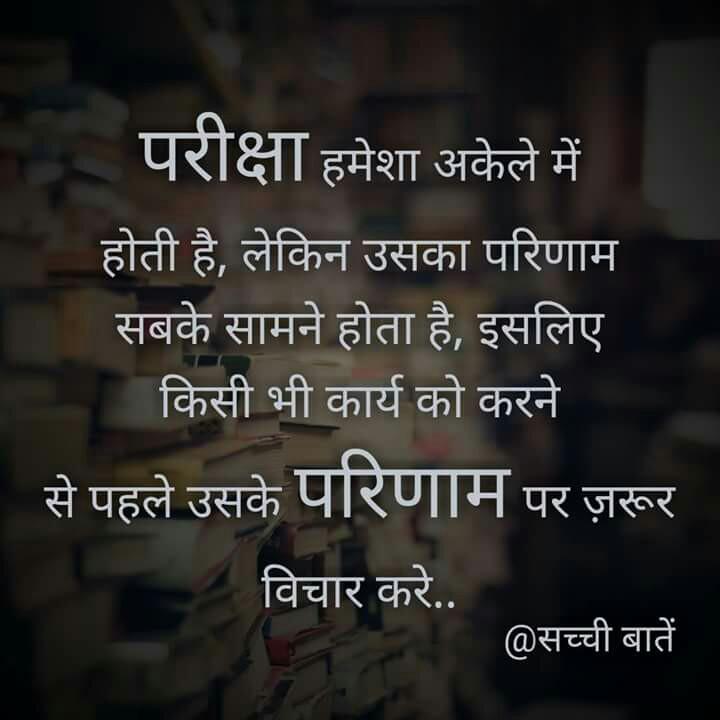 परीक्षा हमेशा अकेले में
होती है, लेकिन उसका परिणाम
सबके सामने होता है, इसलिए
किसी भी कार्य को करने
से पहले उसके परिणाम पर ज़रूर
विचार करे..
@सच्ची बातें